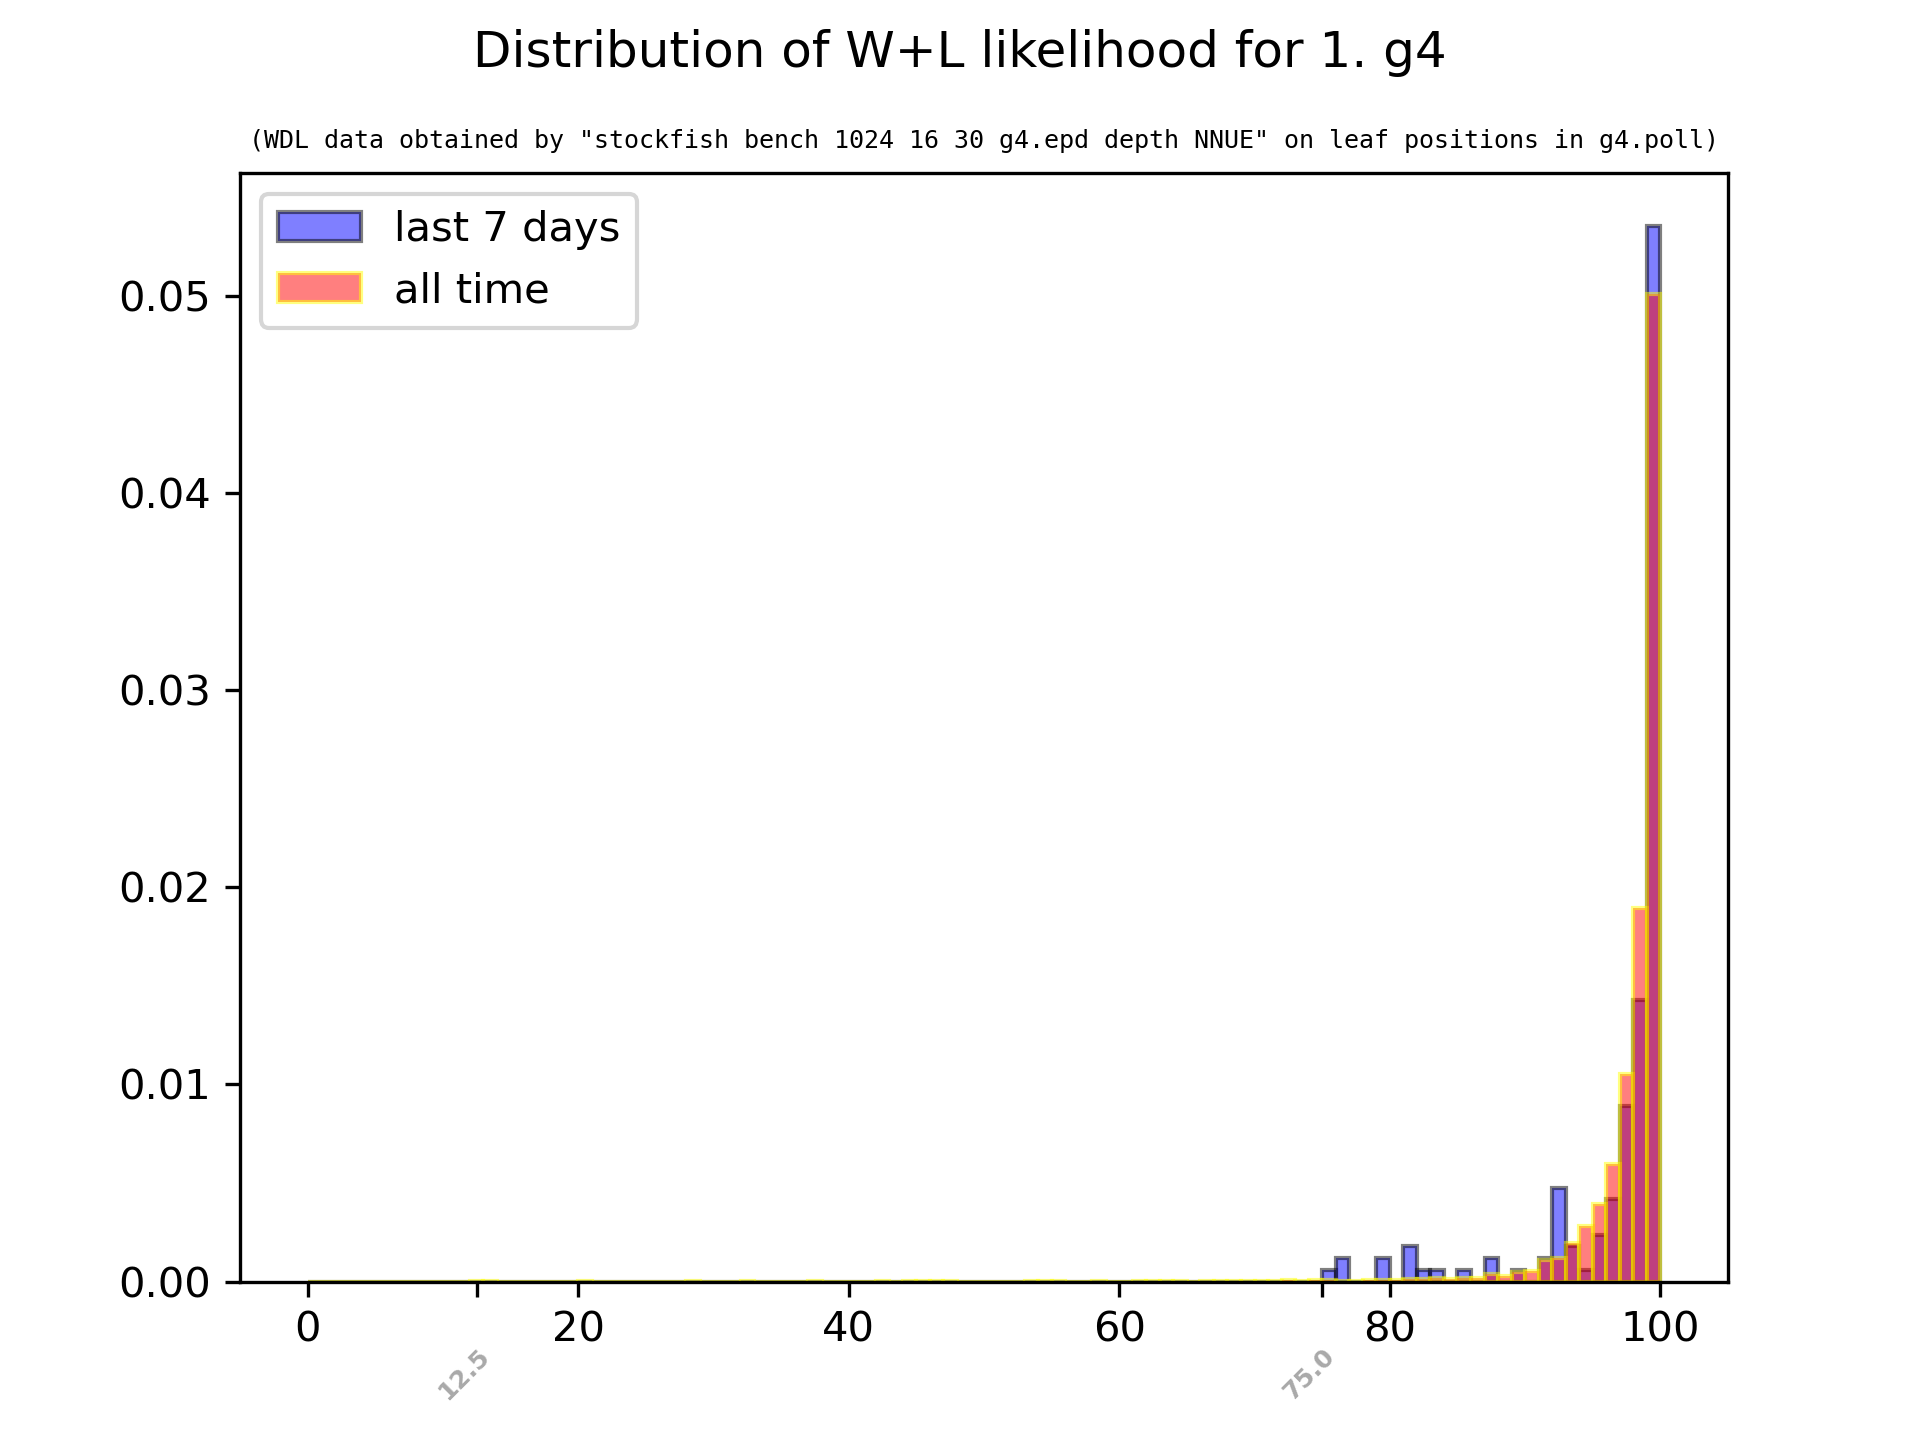 Distribution of W+L likelihood for 1. g4
(WDL data obtained by "stockfish bench 1024 16 30 g4.epd depth NNUE" on leaf positions in g4.poll)
last 7 days
all time
0.05
0.04
0.03
0.02
0.01
0.00
0 20 40 60 80 100
12.5 75.0